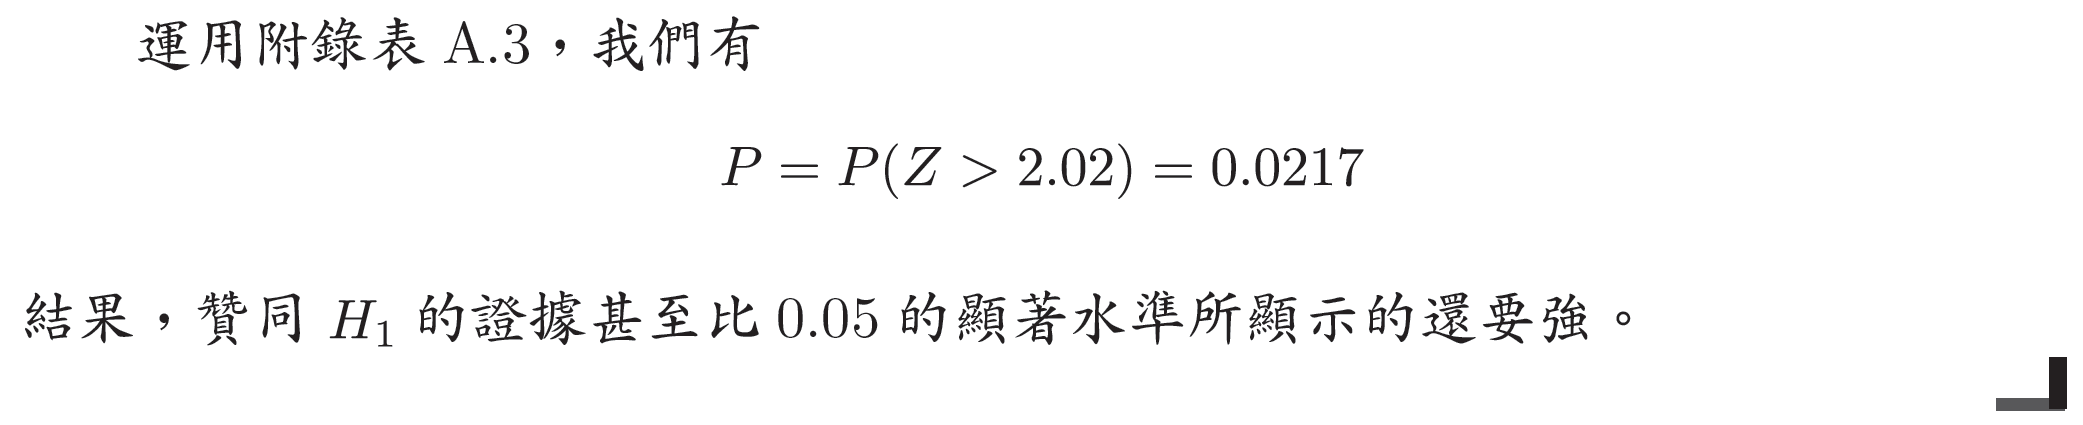 運用附錄表 A.3，我們有
P = P(Z > 2.02) = 0.0217
結果，贊同 H₁ 的證據甚至比 0.05 的顯著水準所顯示的還要強。